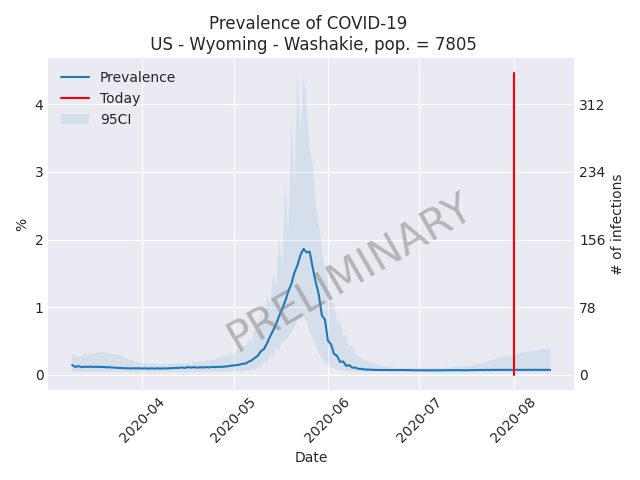 Prevalence of COVID-19
US - Wyoming - Washakie, pop. = 7805
Prevalence
Today
95CI
4
3
2
1
0
%
312
234
156
78
0
# of infections
PRELIMINARY
2020-04
2020-05
2020-06
2020-07
2020-08
Date